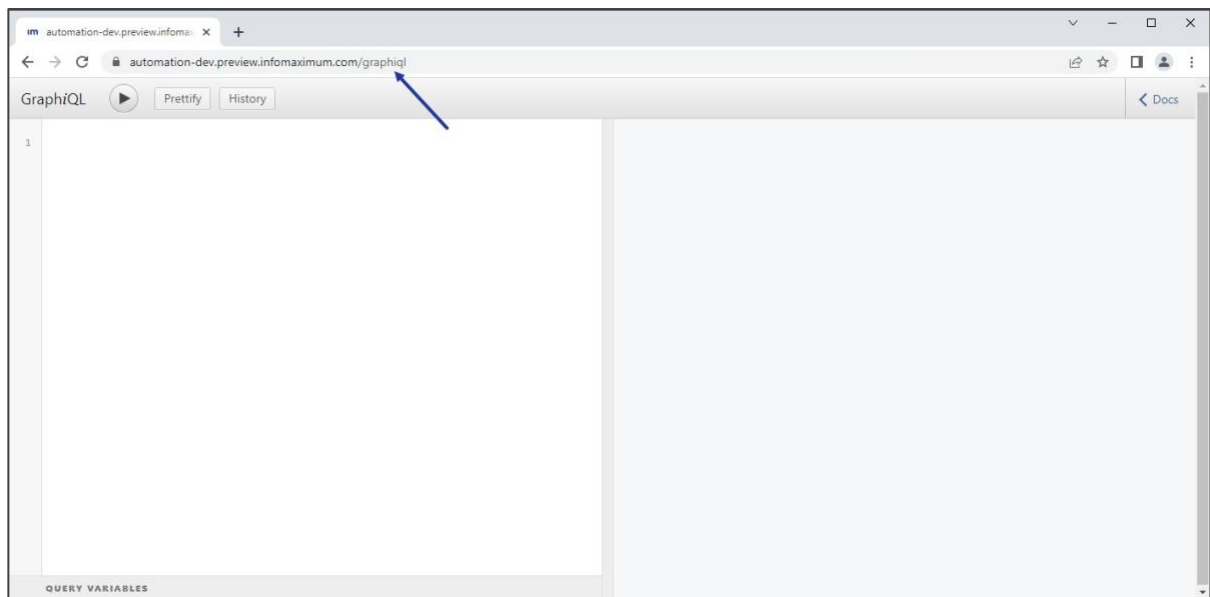 im automation-dev.preview.infomax
automation-dev.preview.infomaximum.com/graphiql
GraphiQL Prettify History Docs
1
QUERY VARIABLES